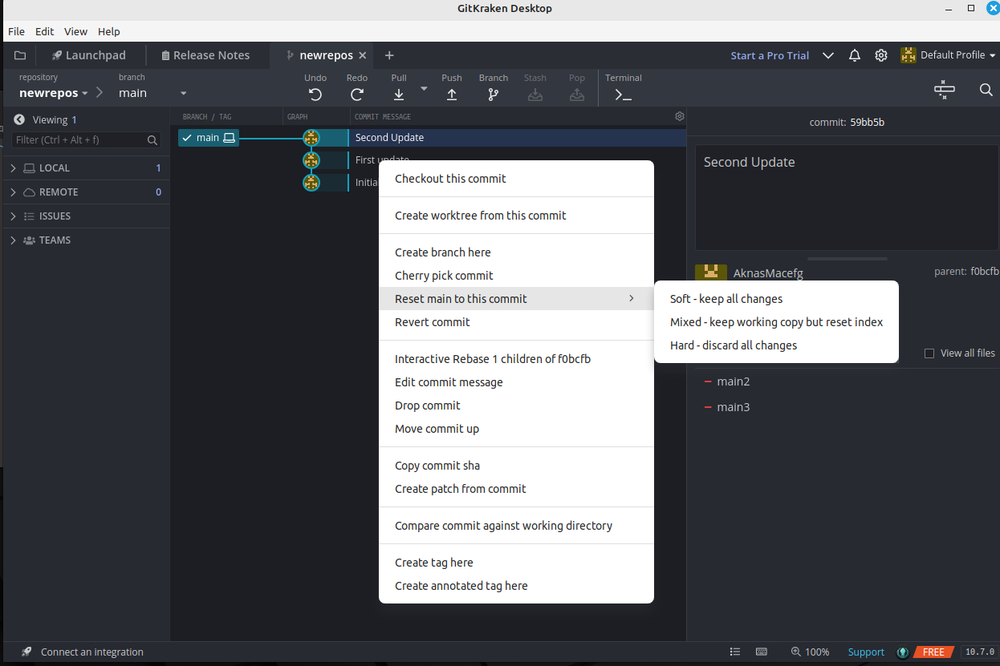 GitKraken Desktop
File Edit View Help
Launchpad Release Notes newrepos Start a Pro Trial Default Profile
repository branch Undo Redo Pull Push Branch Stash Pop Terminal
newrepos main
Viewing 1 BRANCH / TAG GRAPH COMMIT MESSAGE commit: 59bb5b
Filter (Ctrl + Alt + f) main Second Update
LOCAL 1 First update Second Update
REMOTE 0 Initia
ISSUES
TEAMS
Checkout this commit
Create worktree from this commit
Create branch here
Cherry pick commit
Reset main to this commit
Revert commit
Interactive Rebase 1 children of f0bcfb
Edit commit message
Drop commit
Move commit up
Copy commit sha
Create patch from commit
Compare commit against working directory
Create tag here
Create annotated tag here
AknasMacefg parent: f0bcfb
Soft - keep all changes
Mixed - keep working copy but reset index
Hard - discard all changes
View all files
main2
main3
Connect an integration 100% Support FREE 10.7.0